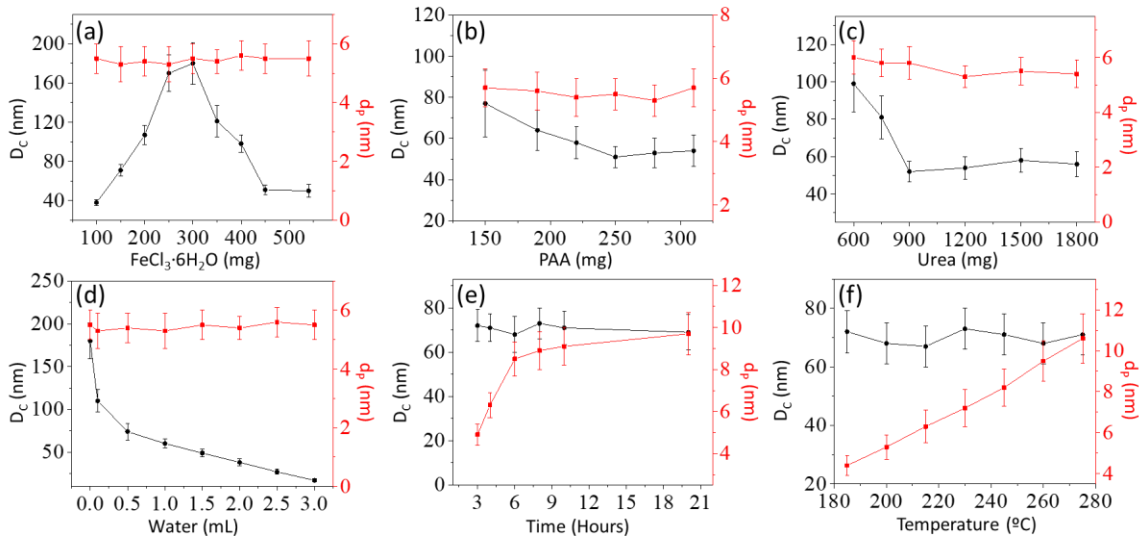 (a)
200
160
120
80
40
D_C (nm)
6
4
2
0
d_P (nm)
100 200 300 400 500
FeCl₃·6H₂O (mg)
(b)
120
100
80
60
40
20
D_C (nm)
8
6
4
2
d_P (nm)
150 200 250 300
PAA (mg)
(c)
120
100
80
60
40
D_C (nm)
6
4
2
0
d_P (nm)
600 900 1200 1500 1800
Urea (mg)
(d)
250
200
150
100
50
D_C (nm)
6
4
2
0
d_P (nm)
0.0 0.5 1.0 1.5 2.0 2.5 3.0
Water (mL)
(e)
80
60
40
20
0
D_C (nm)
12
10
8
6
4
2
d_P (nm)
3 6 9 12 15 18 21
Time (Hours)
(f)
80
60
40
20
D_C (nm)
12
10
8
6
4
d_P (nm)
180 200 220 240 260 280
Temperature (ºC)